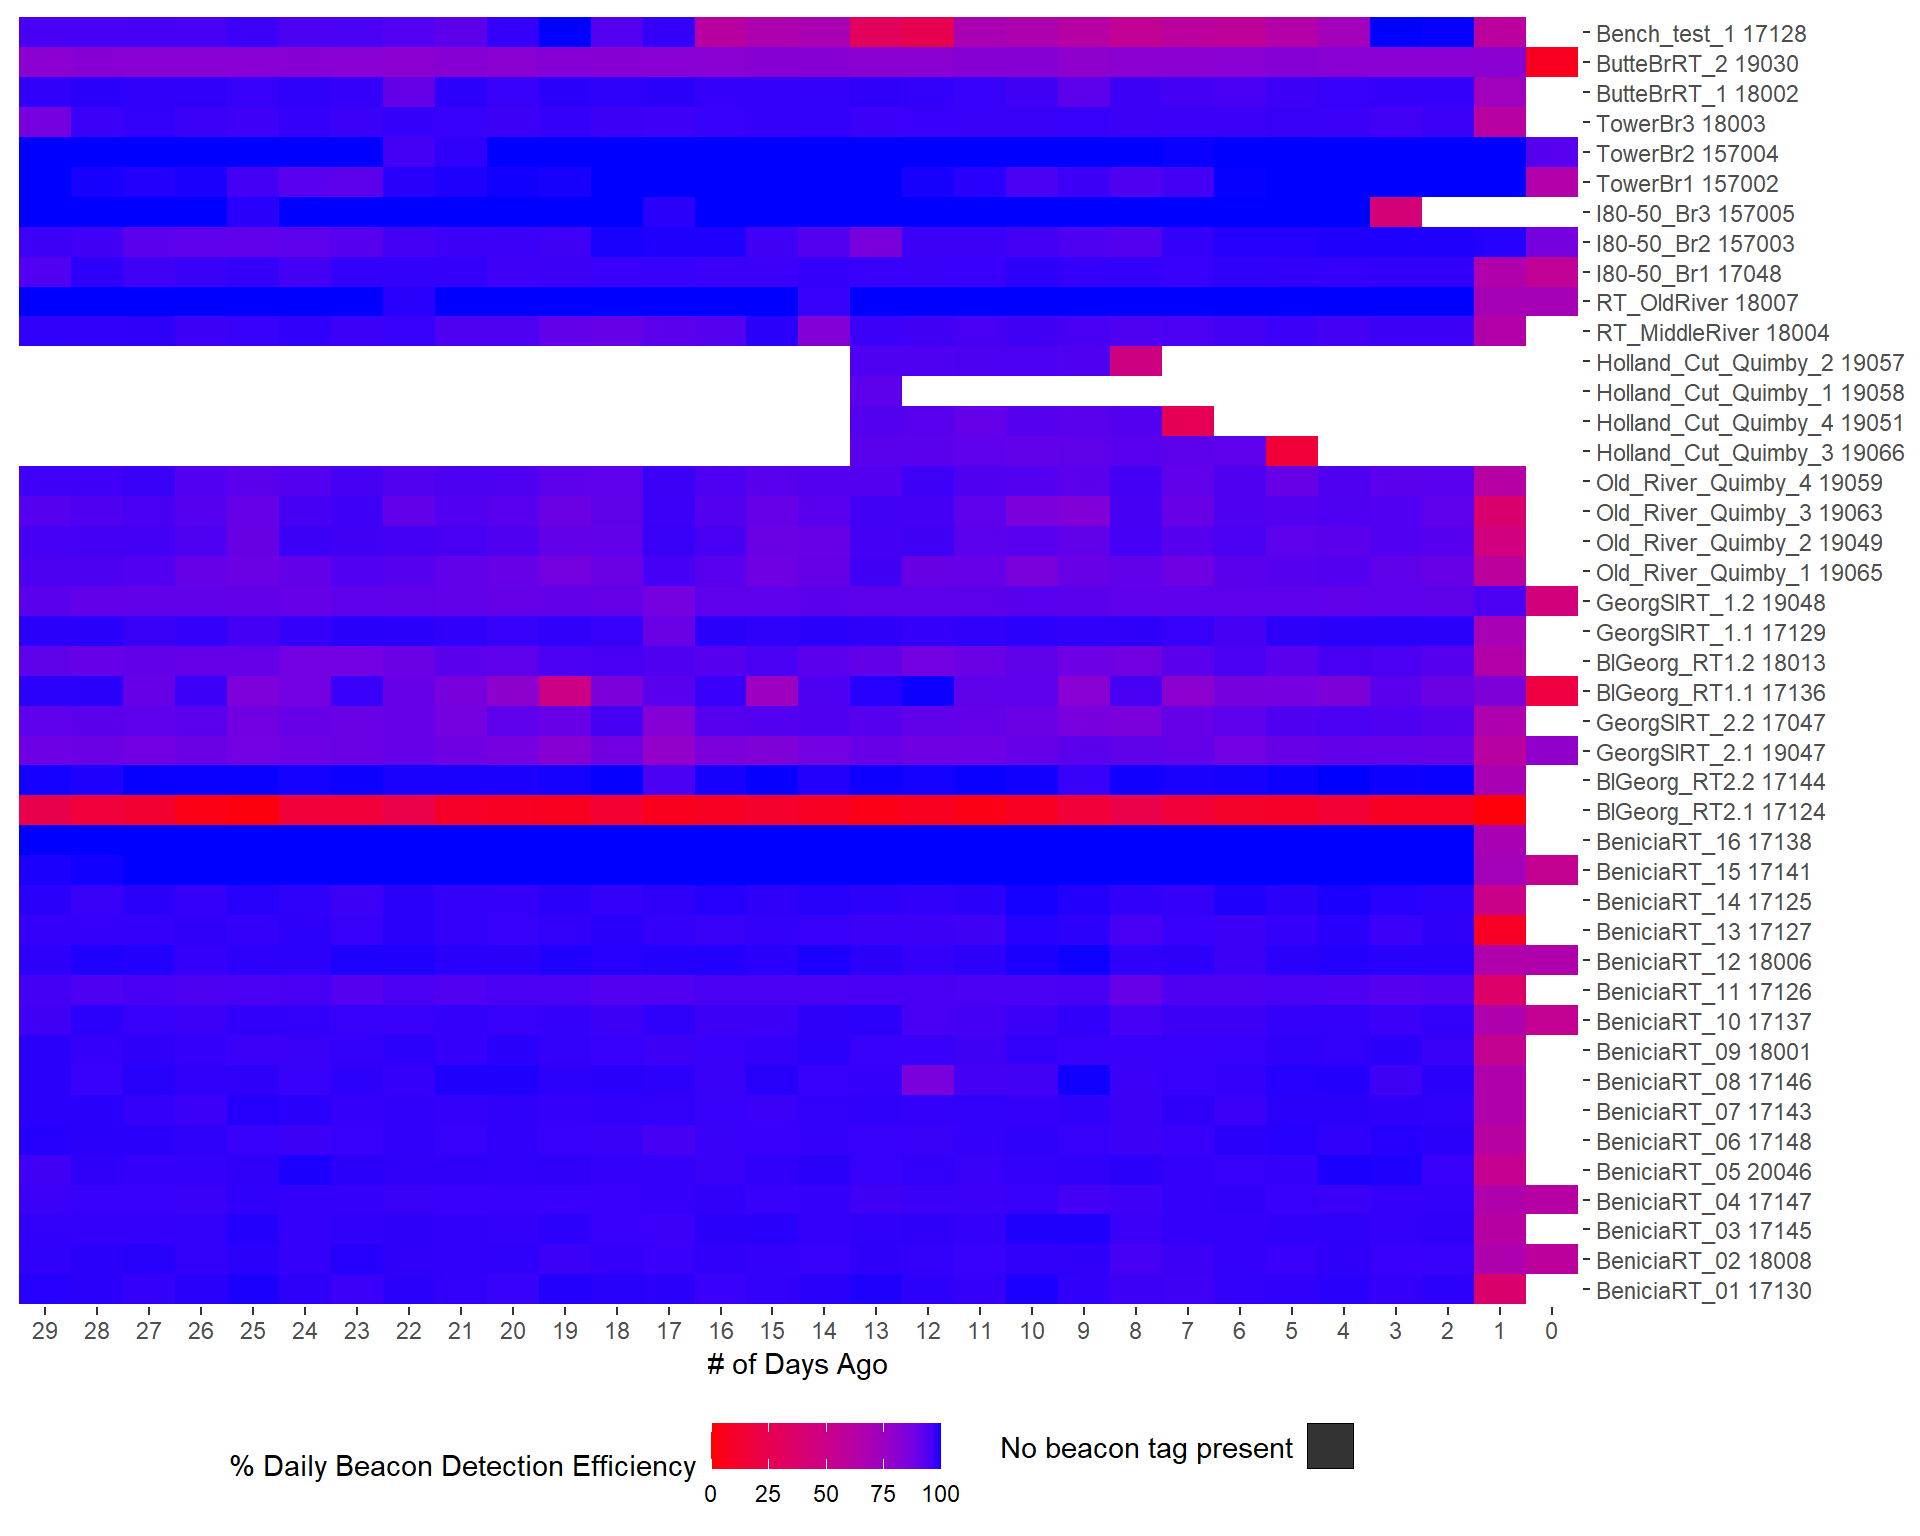 Bench_test_1 17128
ButteBrRT_2 19030
ButteBrRT_1 18002
TowerBr3 18003
TowerBr2 157004
TowerBr1 157002
I80-50_Br3 157005
I80-50_Br2 157003
I80-50_Br1 17048
RT_OldRiver 18007
RT_MiddleRiver 18004
Holland_Cut_Quimby_2 19057
Holland_Cut_Quimby_1 19058
Holland_Cut_Quimby_4 19051
Holland_Cut_Quimby_3 19066
Old_River_Quimby_4 19059
Old_River_Quimby_3 19063
Old_River_Quimby_2 19049
Old_River_Quimby_1 19065
GeorgSlRT_1.2 19048
GeorgSlRT_1.1 17129
BlGeorg_RT1.2 18013
BlGeorg_RT1.1 17136
GeorgSlRT_2.2 17047
GeorgSlRT_2.1 19047
BlGeorg_RT2.2 17144
BlGeorg_RT2.1 17124
BeniciaRT_16 17138
BeniciaRT_15 17141
BeniciaRT_14 17125
BeniciaRT_13 17127
BeniciaRT_12 18006
BeniciaRT_11 17126
BeniciaRT_10 17137
BeniciaRT_09 18001
BeniciaRT_08 17146
BeniciaRT_07 17143
BeniciaRT_06 17148
BeniciaRT_05 20046
BeniciaRT_04 17147
BeniciaRT_03 17145
BeniciaRT_02 18008
BeniciaRT_01 17130
29 28 27 26 25 24 23 22 21 20 19 18 17 16 15 14 13 12 11 10 9 8 7 6 5 4 3 2 1 0
# of Days Ago
% Daily Beacon Detection Efficiency
0 25 50 75 100
No beacon tag present